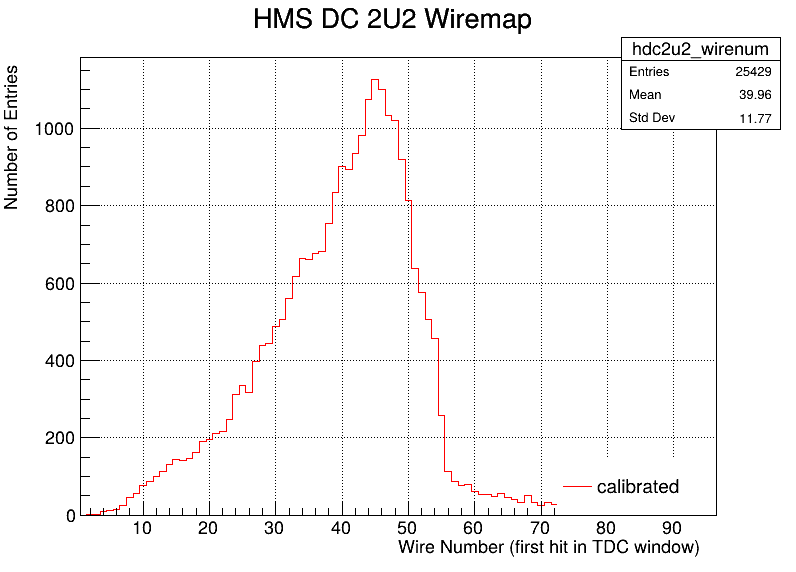 HMS DC 2U2 Wiremap
hdc2u2_wirenum
Entries 25429
Mean 39.96
Std Dev 11.77
Number of Entries
1000
800
600
400
200
0
10 20 30 40 50 60 70 80 90
calibrated
Wire Number (first hit in TDC window)